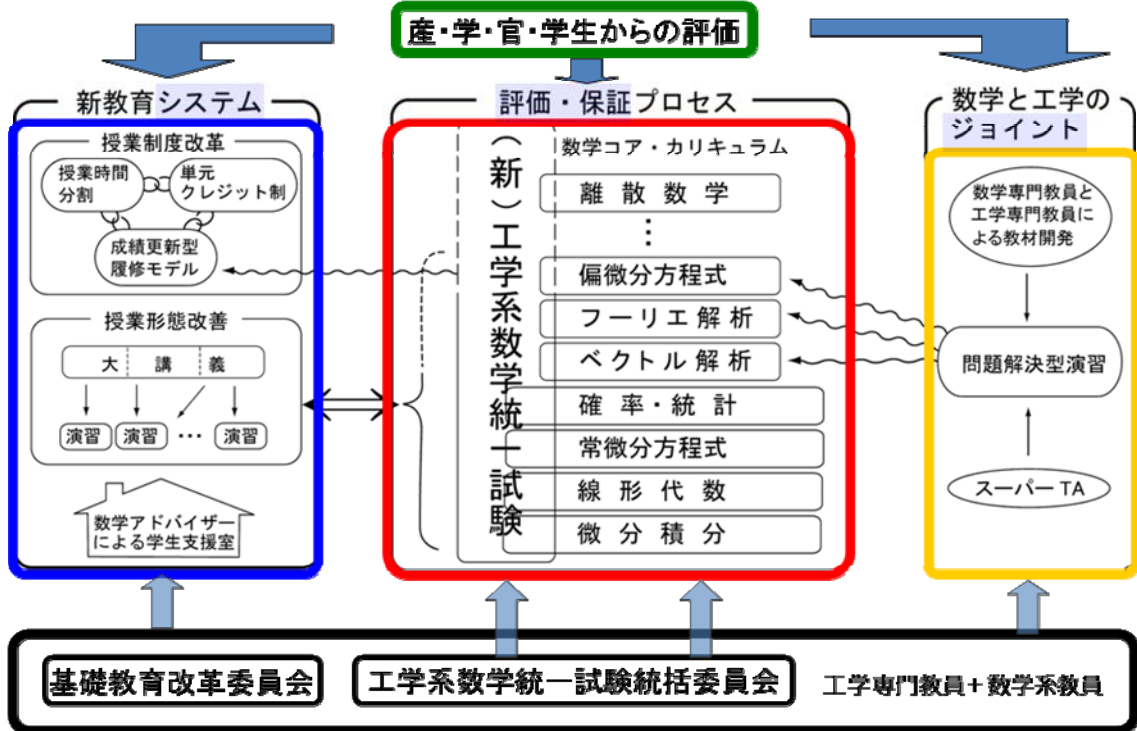 産・学・官・学生からの評価
新教育システム
授業制度改革
授業時間
分割
単元
クレジット制
成績更新型
履修モデル
授業形態改善
大 講 義
演習
演習
…
演習
数学アドバイザー
による学生支援室
評価・保証プロセス
(新)工学系数学統一試験
数学コア・カリキュラム
離散数学
⋮
偏微分方程式
フーリエ解析
ベクトル解析
確率・統計
常微分方程式
線形代数
微分積分
数学と工学の
ジョイント
数学専門教員と
工学専門教員に
よる教材開発
問題解決型演習
スーパーTA
基礎教育改革委員会
工学系数学統一試験統括委員会
工学専門教員+数学系教員